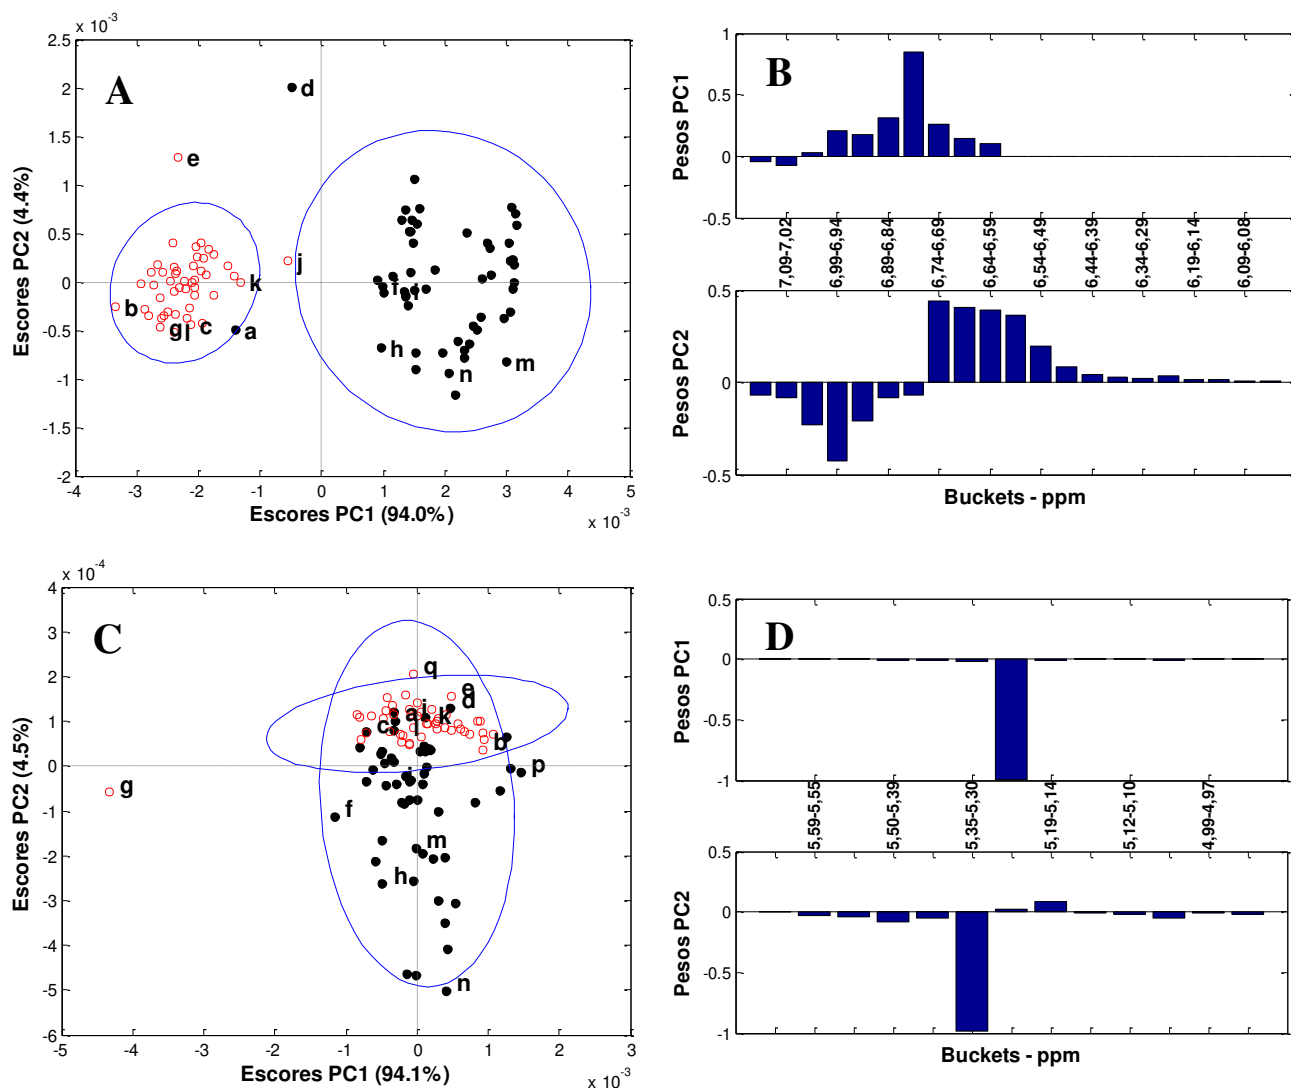 A
x 10⁻³
2.5
2
1.5
1
0.5
0
-0.5
-1
-1.5
-2
Escores PC2 (4.4%)
d
e
j
k
b
g
l
c
a
f
i
h
n
m
-4
-3
-2
-1
0
1
2
3
4
5
Escores PC1 (94.0%)
x 10⁻³
B
1
0.5
0
-0.5
Pesos PC1
7,09-7,02
6,99-6,94
6,89-6,84
6,74-6,69
6,64-6,59
6,54-6,49
6,44-6,39
6,34-6,29
6,19-6,14
6,09-6,08
0.5
0
-0.5
Pesos PC2
Buckets - ppm
C
x 10⁻⁴
4
3
2
1
0
-1
-2
-3
-4
-5
-6
Escores PC2 (4.5%)
q
e
d
a
i
k
c
l
b
p
g
f
m
h
n
-5
-4
-3
-2
-1
0
1
2
3
Escores PC1 (94.1%)
x 10⁻³
D
0.5
0
-0.5
-1
Pesos PC1
5,59-5,55
5,50-5,39
5,35-5,30
5,19-5,14
5,12-5,10
4,99-4,97
0.5
0
-0.5
-1
Pesos PC2
Buckets - ppm